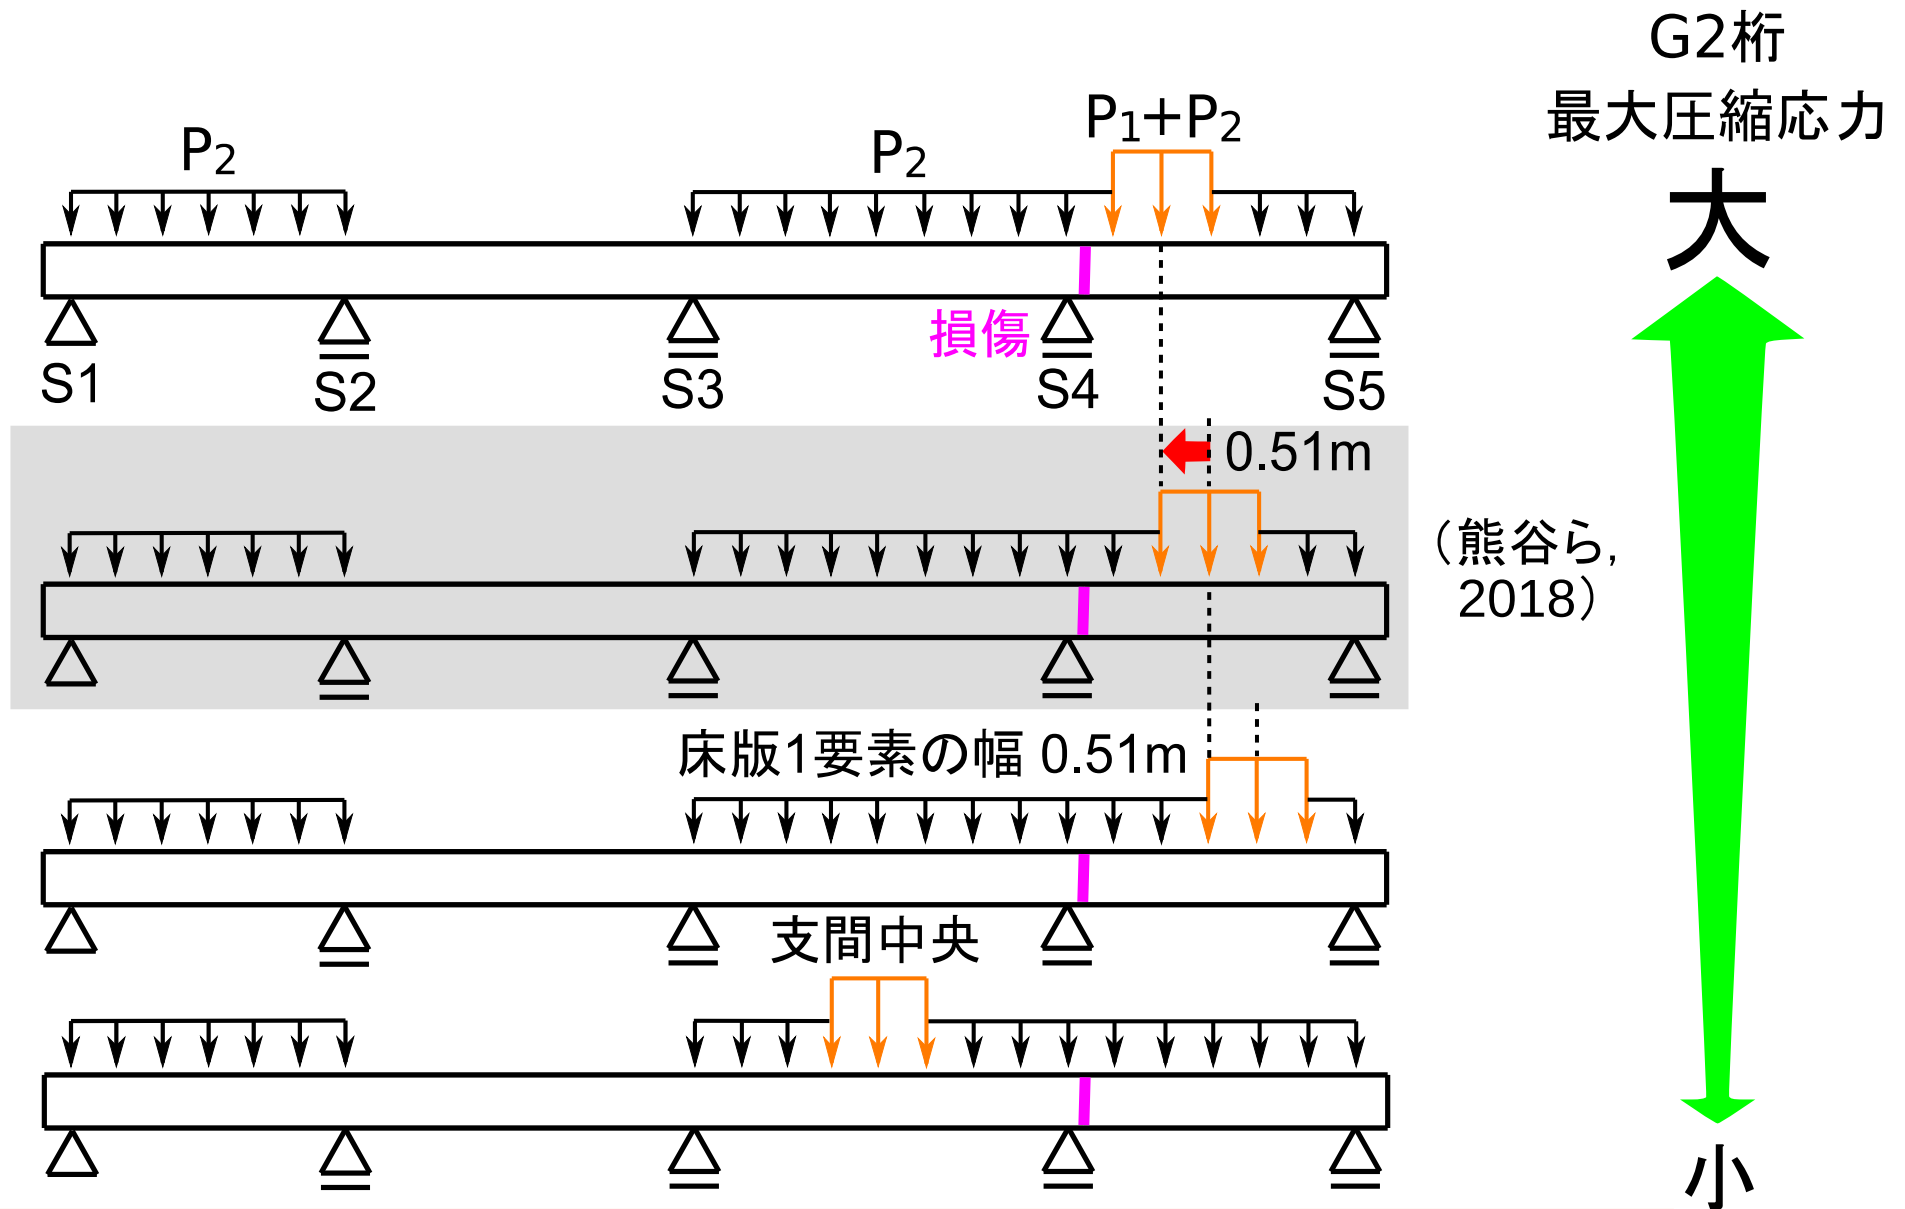 G2桁
最大圧縮応力
大
P₂
P₂
P₁+P₂
損傷
S1
S2
S3
S4
S5
0.51m
（熊谷ら,
2018）
床版1要素の幅 0.51m
支間中央
小